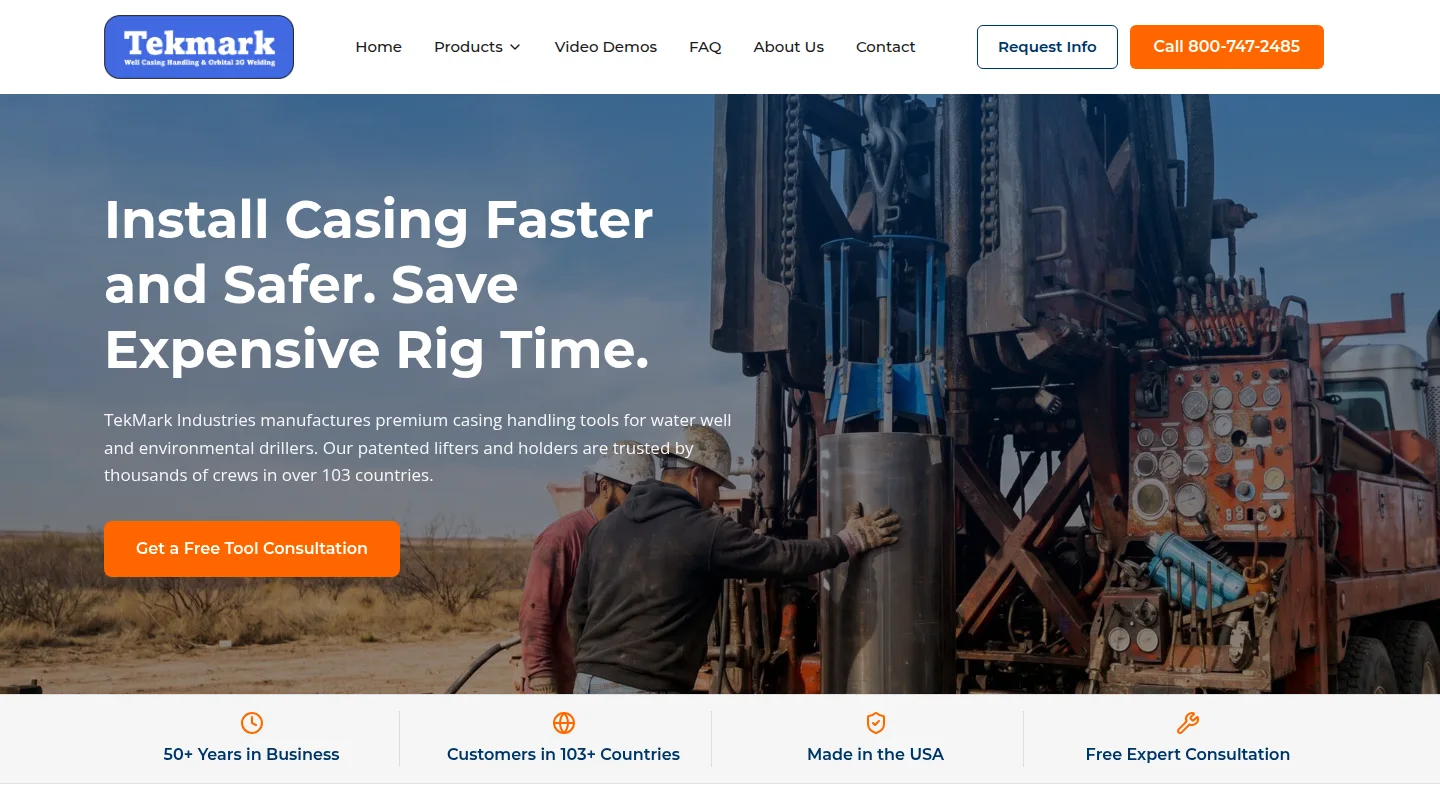 Tekmark
Well Casing Handling & Orbital 2G Welding
Home
Products
Video Demos
FAQ
About Us
Contact
Request Info
Call 800-747-2485
Install Casing Faster
and Safer. Save
Expensive Rig Time.
TekMark Industries manufactures premium casing handling tools for water well
and environmental drillers. Our patented lifters and holders are trusted by
thousands of crews in over 103 countries.
Get a Free Tool Consultation
50+ Years in Business
Customers in 103+ Countries
Made in the USA
Free Expert Consultation